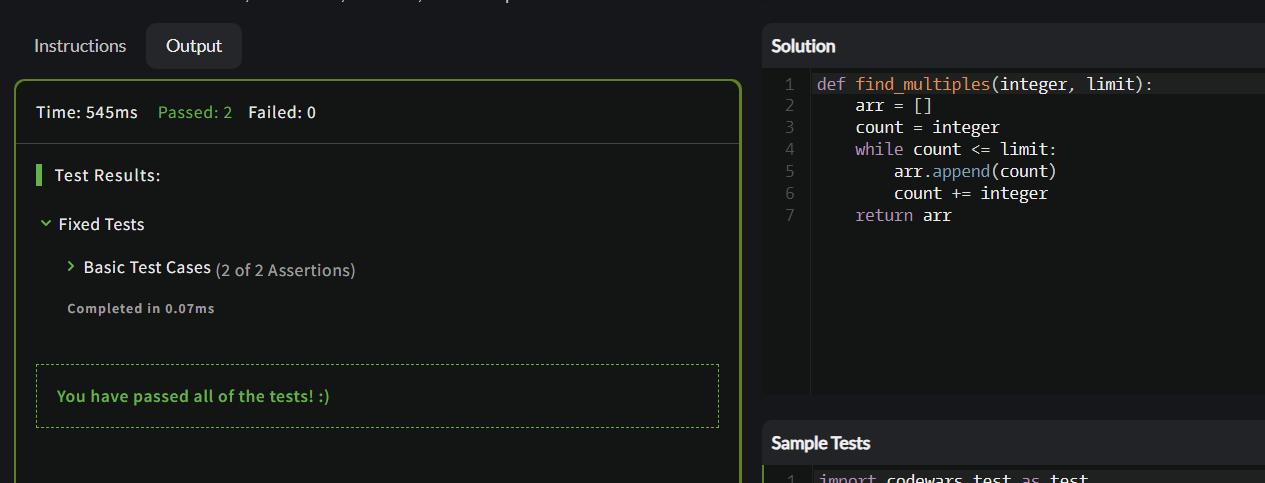 Instructions
Output
Time: 545ms Passed: 2 Failed: 0
Test Results:
Fixed Tests
Basic Test Cases (2 of 2 Assertions)
Completed in 0.07ms
You have passed all of the tests! :)
Solution
1 def find_multiples(integer, limit):
2     arr = []
3     count = integer
4     while count <= limit:
5         arr.append(count)
6         count += integer
7     return arr
Sample Tests
1 import codewars_test as test